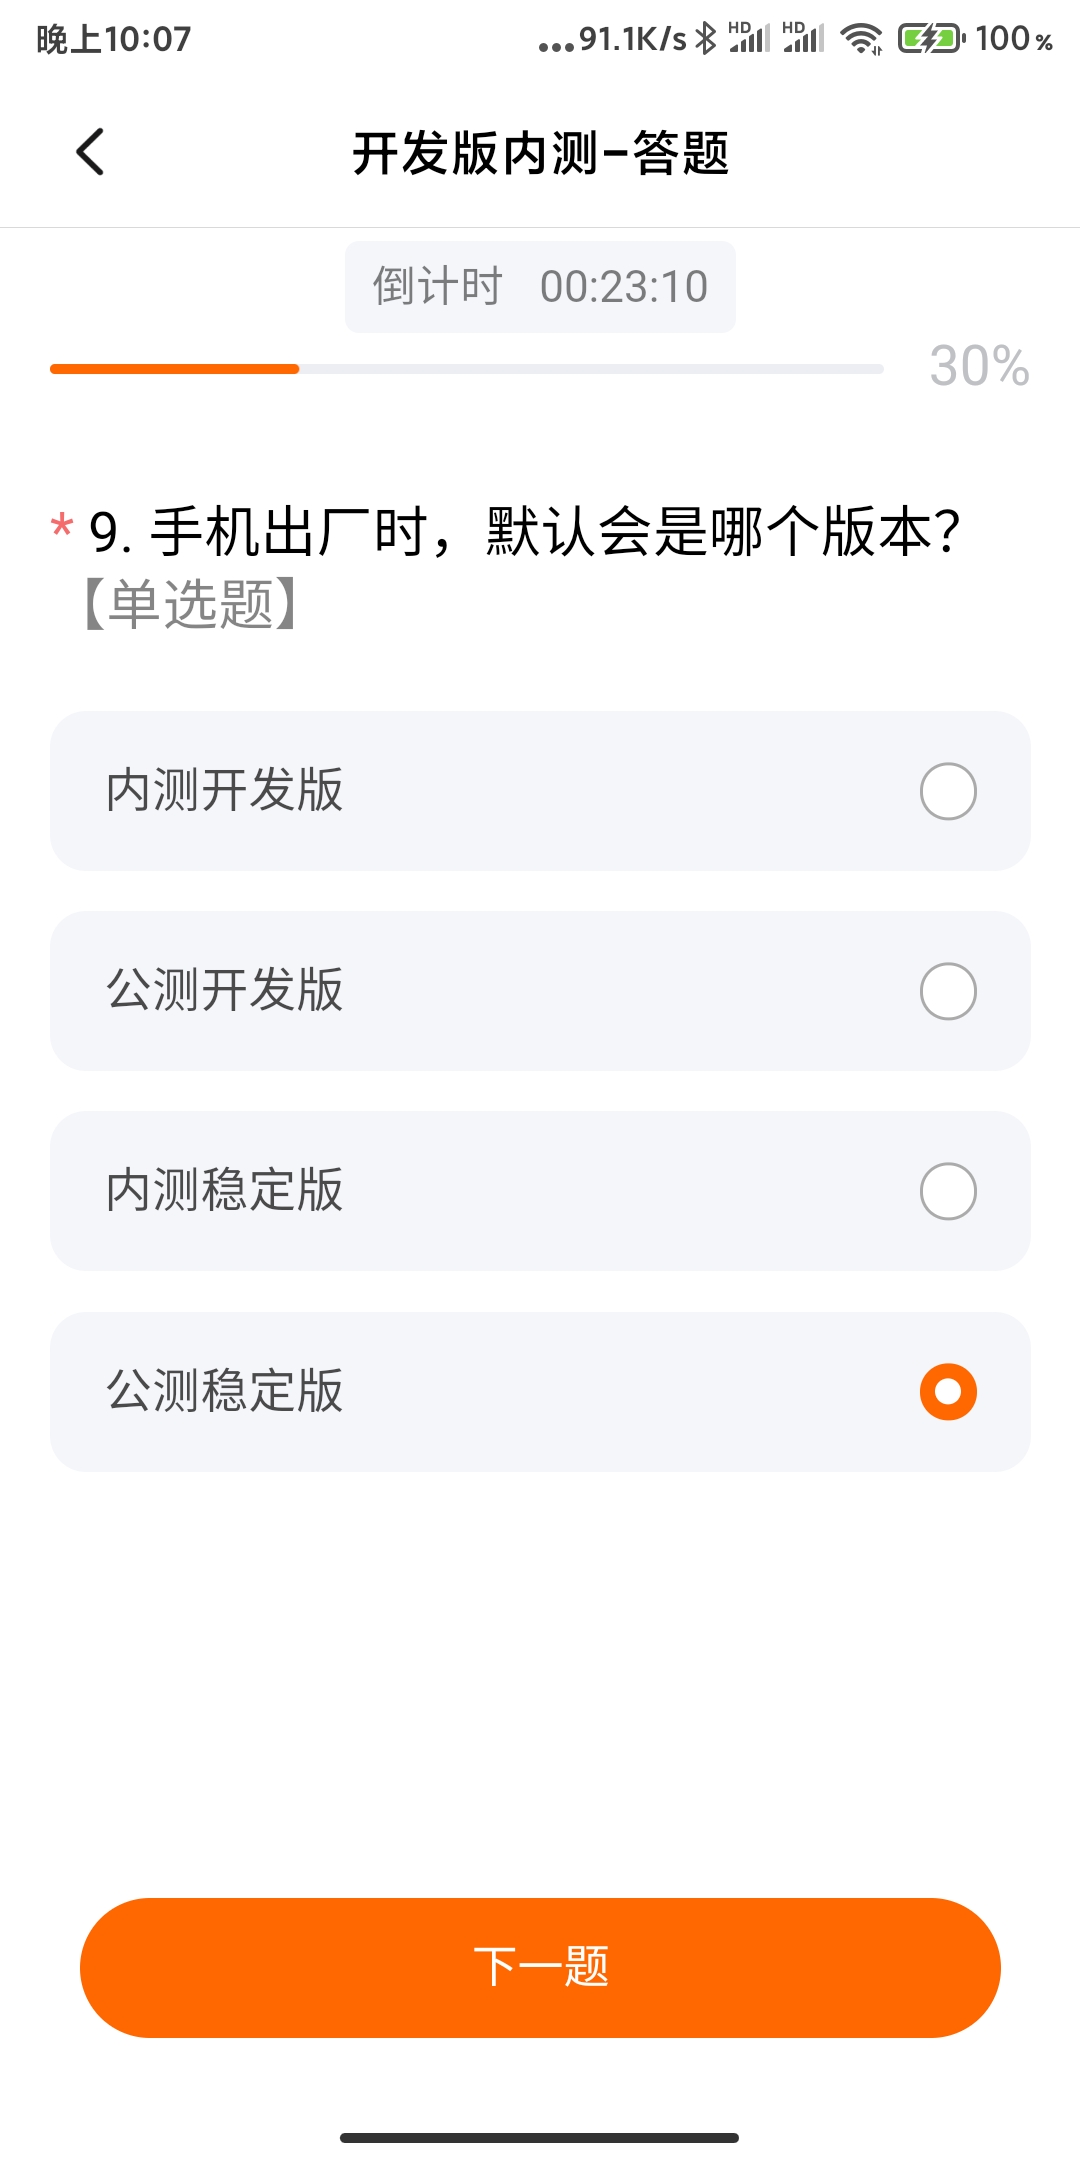 晚上10:07 ...91.1K/s HD HD 100%
开发版内测-答题
倒计时 00:23:10
30%
* 9. 手机出厂时，默认会是哪个版本？
【单选题】
内测开发版
公测开发版
内测稳定版
公测稳定版
下一题